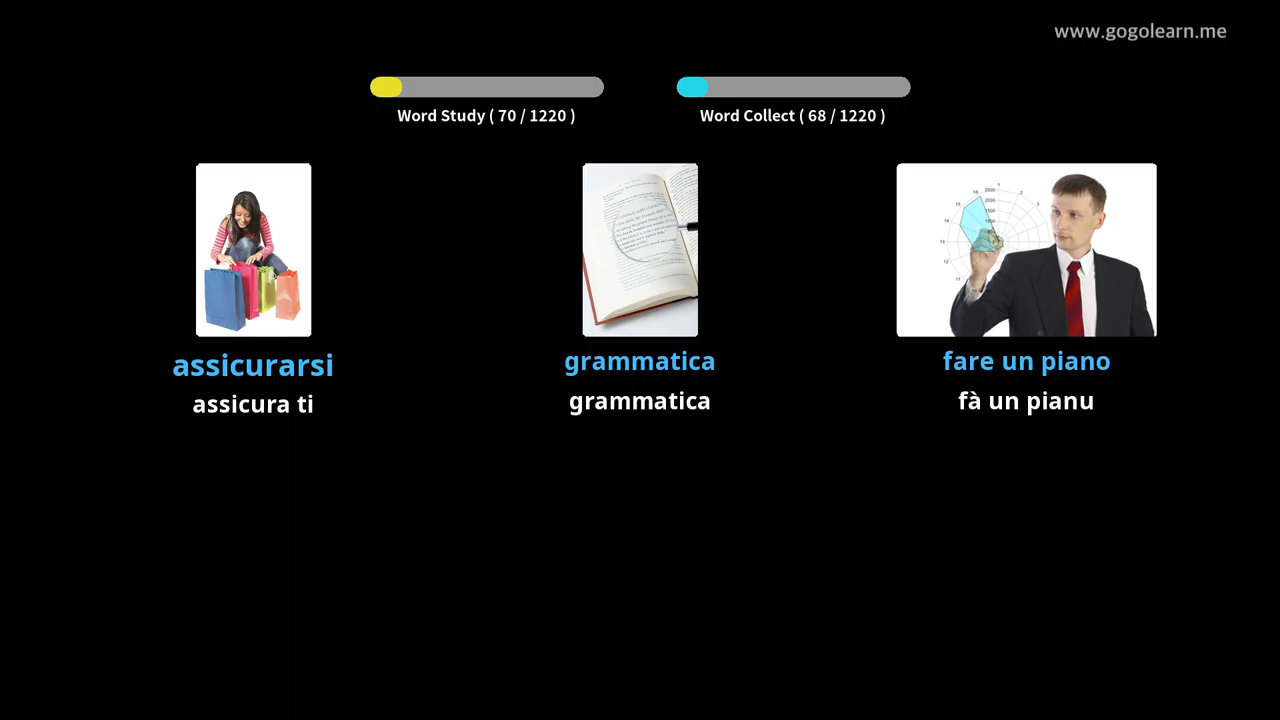 www.gogolearn.me
Word Study ( 70 / 1220 )
Word Collect ( 68 / 1220 )
assicurarsi
assicura ti
grammatica
grammatica
fare un piano
fà un pianu